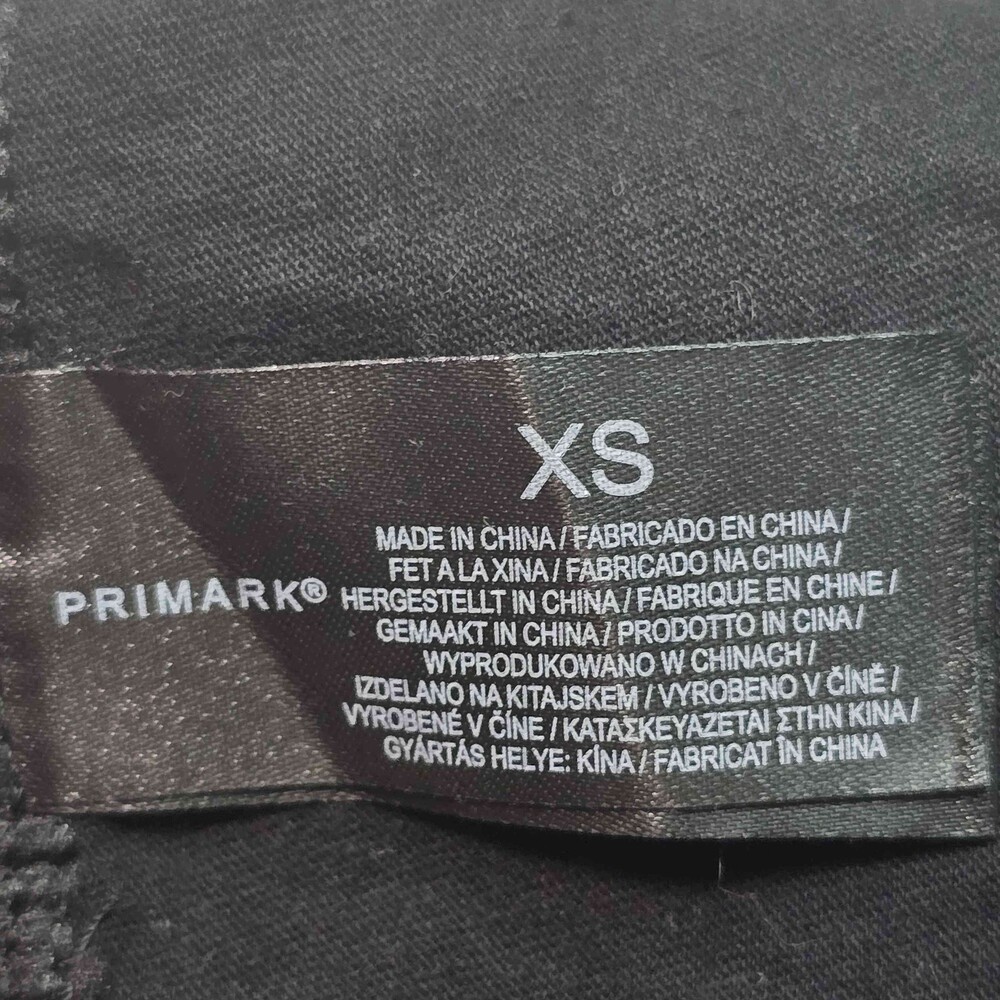 XS
MADE IN CHINA / FABRICADO EN CHINA /
FET A LA XINA / FABRICADO NA CHINA /
PRIMARK®
HERGESTELLT IN CHINA / FABRIQUE EN CHINE /
GEMAAKT IN CHINA / PRODOTTO IN CINA /
WYPRODUKOWANO W CHINACH /
IZDELANO NA KITAJSKEM / VYROBENO V ČÍNĚ /
VYROBENÉ V ČÍNE / ΚΑΤΑΣΚΕΥΑΖΕΤΑΙ ΣΤΗΝ ΚΙΝΑ /
GYÁRTÁS HELYE: KÍNA / FABRICAT ÎN CHINA